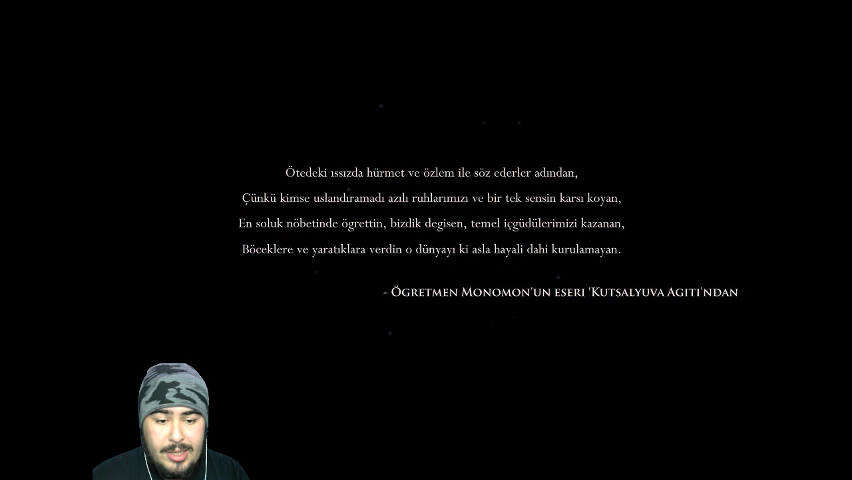 Ötedeki ıssızda hürmet ve özlem ile söz ederler adından,
Çünkü kimse uslandıramadı azılı ruhlarımızı ve bir tek sensin karsı koyan,
En soluk nöbetinde ögrettin, bizdik degisen, temel içgüdülerimizi kazanan,
Böceklere ve yaratıklara verdin o dünyayı ki asla hayali dahi kurulamayan.
- Ögretmen Monomon'un eseri 'Kutsalyuva Agıtı'ndan